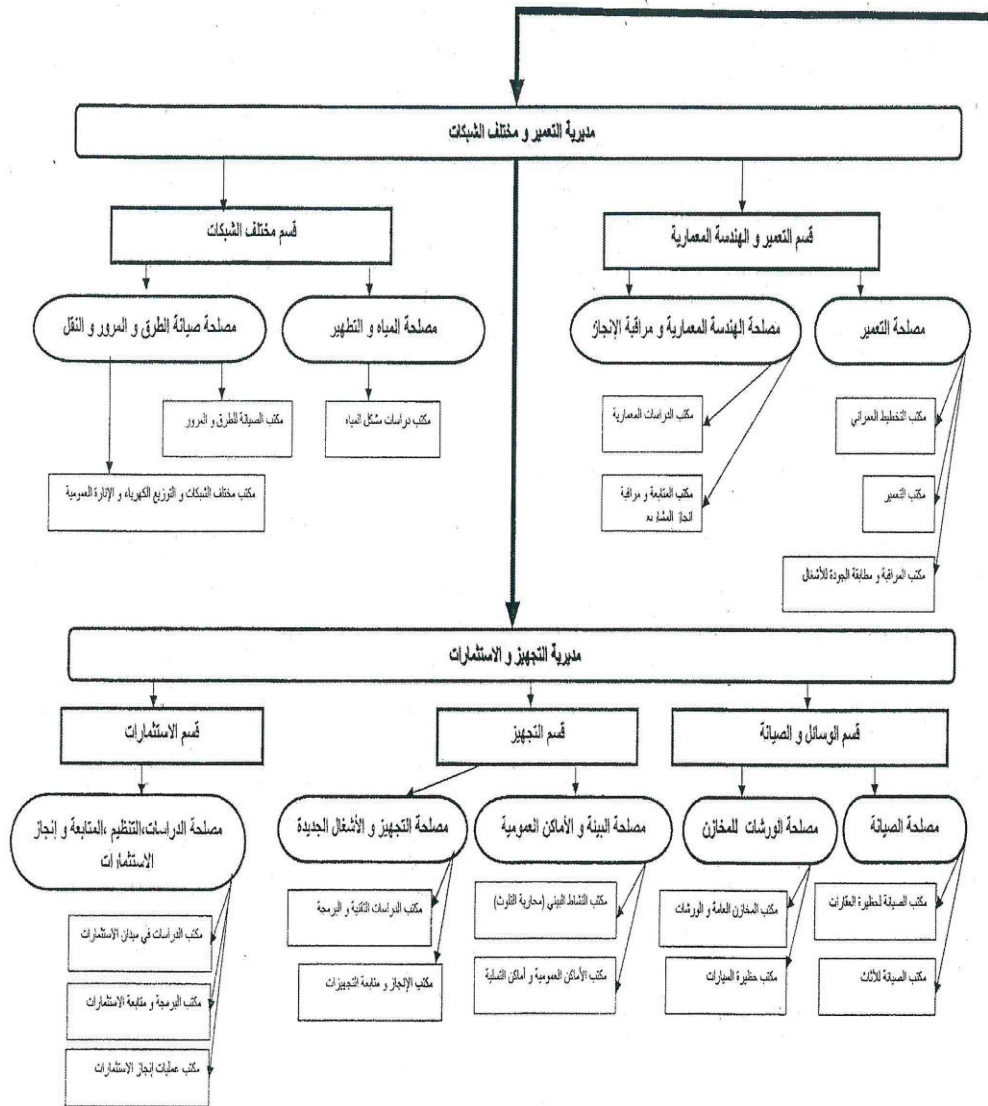 مديرية التعمير و مختلف الشبكات
قسم التعمير و الهندسة المعمارية
قسم مختلف الشبكات
مصلحة التعمير
مصلحة الهندسة المعمارية و مراقبة الإنجاز
مصلحة المياه و التطهير
مصلحة صيانة الطرق و المرور و النقل
مكتب التخطيط العمراني
مكتب الدراسات المعمارية
مكتب دراسات مشكل المياه
مكتب الصيانة للطرق و المرور
مكتب التعمير
مكتب المتابعة و مراقبة
انجاز المشاريع
مكتب مختلف الشبكات و التوزيع الكهرباء و الإنارة العمومية
مكتب المراقبة و مطابقة الجودة للأشغال
مديرية التجهيز و الاستثمارات
قسم الوسائل و الصيانة
قسم التجهيز
قسم الاستثمارات
مصلحة الصيانة
مصلحة الورشات للمخازن
مصلحة البيئة و الأماكن العمومية
مصلحة التجهيز و الأشغال الجديدة
مصلحة الدراسات،التنظيم ،المتابعة و إنجاز
الاستثمارات
مكتب الصيانة لحظيرة العقارات
مكتب المخازن العامة و الورشات
مكتب النشاط البيئي (محاربة التلوث)
مكتب الدراسات التقنية و البرمجة
مكتب الدراسات في ميدان الاستثمارات
مكتب الصيانة للأثاث
مكتب حظيرة السيارات
مكتب الأماكن العمومية و أماكن التسلية
مكتب الإنجاز و متابعة التجهيزات
مكتب البرمجة و متابعة الاستثمارات
مكتب عمليات إنجاز الاستثمارات